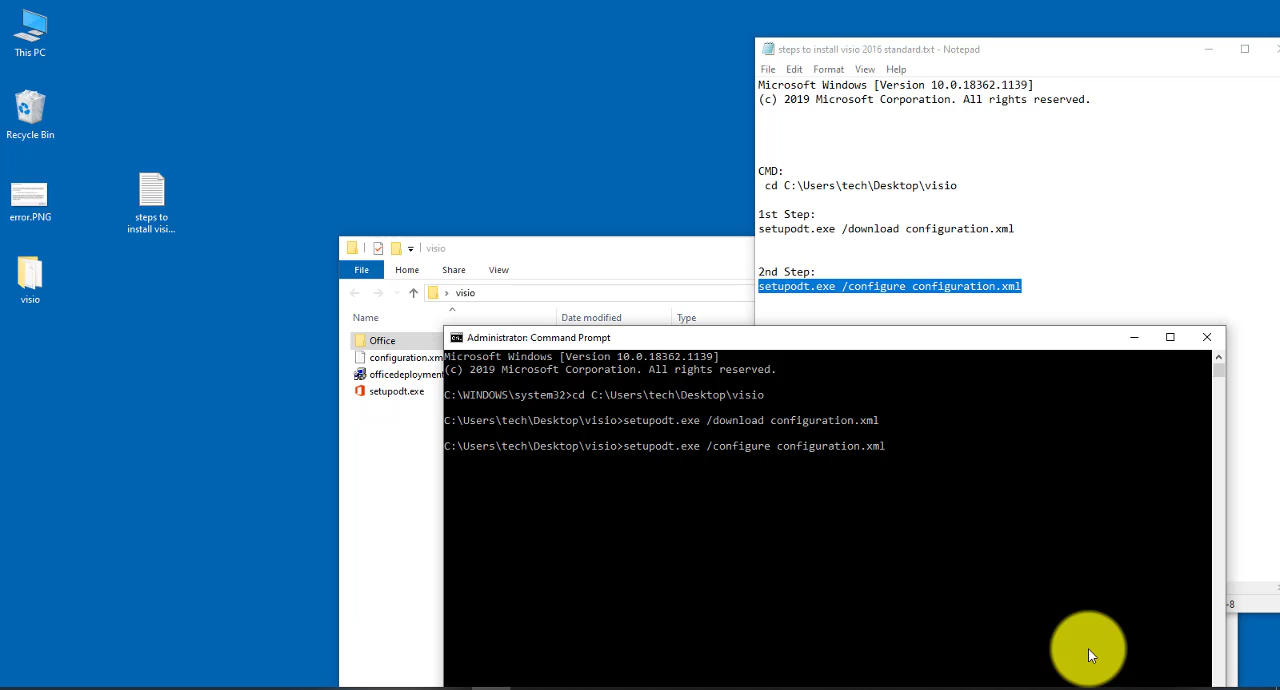 This PC
Recycle Bin
error.PNG
steps to
install visi...
visio
steps to install visio 2016 standard.txt - Notepad
File Edit Format View Help
Microsoft Windows [Version 10.0.18362.1139]
(c) 2019 Microsoft Corporation. All rights reserved.
CMD:
cd C:\Users\tech\Desktop\visio
1st Step:
setupodt.exe /download configuration.xml
2nd Step:
setupodt.exe /configure configuration.xml
-8
visio
File Home Share View
visio
Name Date modified Type
Office
configuration.xm
officedeployment
setupodt.exe
Administrator: Command Prompt
Microsoft Windows [Version 10.0.18362.1139]
(c) 2019 Microsoft Corporation. All rights reserved.
C:\WINDOWS\system32>cd C:\Users\tech\Desktop\visio
C:\Users\tech\Desktop\visio>setupodt.exe /download configuration.xml
C:\Users\tech\Desktop\visio>setupodt.exe /configure configuration.xml